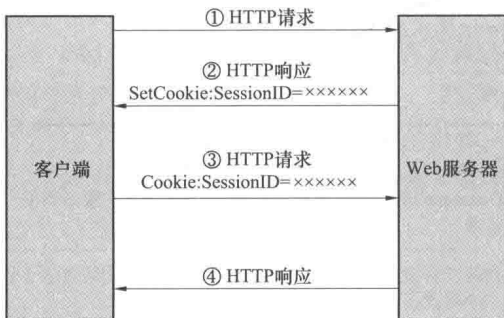 ① HTTP请求
② HTTP响应
SetCookie:SessionID=××××××
③ HTTP请求
Cookie:SessionID=××××××
客户端
Web服务器
④ HTTP响应